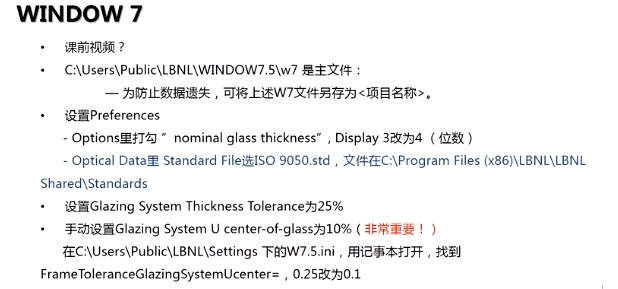 WINDOW 7
• 课前视频？
• C:\Users\Public\LBNL\WINDOW7.5\w7 是主文件：
— 为防止数据遗失，可将上述W7文件另存为<项目名称>。
• 设置Preferences
- Options里打勾 ” nominal glass thickness”, Display 3改为4 （位数）
- Optical Data里 Standard File选ISO 9050.std，文件在C:\Program Files (x86)\LBNL\LBNL
Shared\Standards
• 设置Glazing System Thickness Tolerance为25%
• 手动设置Glazing System U center-of-glass为10%（非常重要！）
在C:\Users\Public\LBNL\Settings 下的W7.5.ini，用记事本打开，找到
FrameToleranceGlazingSystemUcenter=，0.25改为0.1